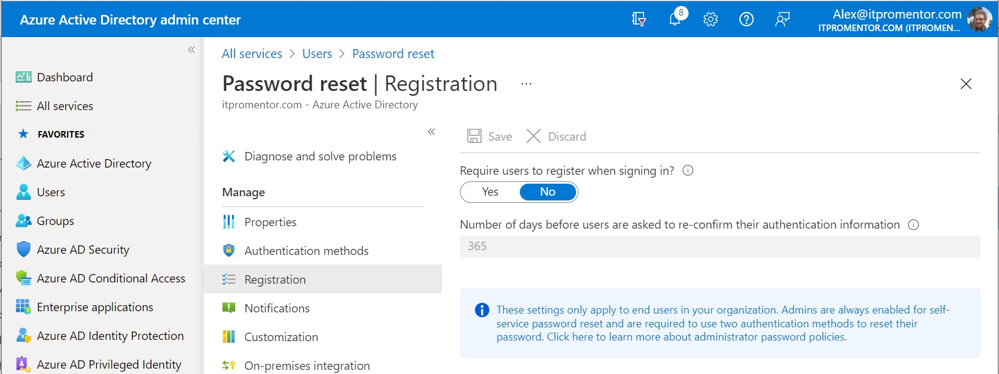 Azure Active Directory admin center
8
Alex@itpromentor.com
ITPROMENTOR.COM (ITPROMEN...
Dashboard
All services
FAVORITES
Azure Active Directory
Users
Groups
Azure AD Security
Azure AD Conditional Access
Enterprise applications
Azure AD Identity Protection
Azure AD Privileged Identity
All services > Users > Password reset
Password reset | Registration ...
itpromentor.com - Azure Active Directory
Diagnose and solve problems
Manage
Properties
Authentication methods
Registration
Notifications
Customization
On-premises integration
Save Discard
Require users to register when signing in?
Yes No
Number of days before users are asked to re-confirm their authentication information
365
These settings only apply to end users in your organization. Admins are always enabled for self-
service password reset and are required to use two authentication methods to reset their
password. Click here to learn more about administrator password policies.